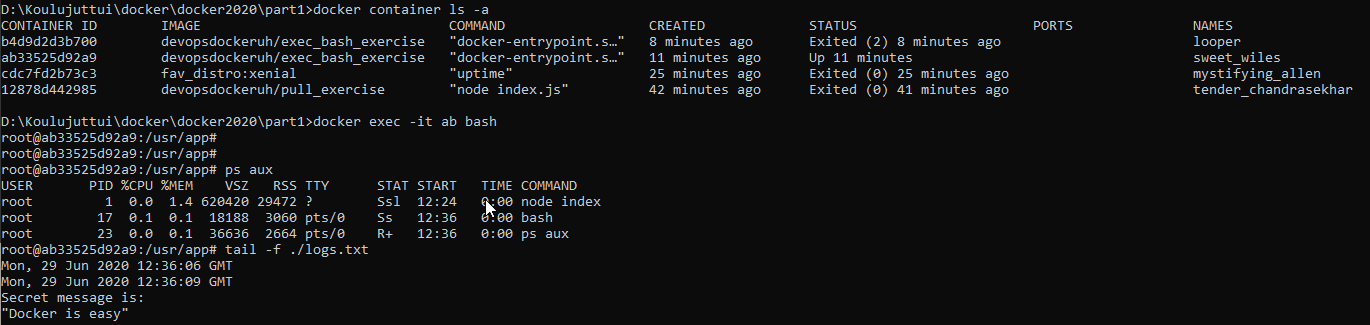 D:\Koulujuttui\docker\docker2020\part1>docker container ls -a
CONTAINER ID        IMAGE                               COMMAND                  CREATED             STATUS                      PORTS               NAMES
b4d9d2d3b700        devopsdockeruh/exec_bash_exercise   "docker-entrypoint.s…"   8 minutes ago       Exited (2) 8 minutes ago                        looper
ab33525d92a9        devopsdockeruh/exec_bash_exercise   "docker-entrypoint.s…"   11 minutes ago      Up 11 minutes                                   sweet_wiles
cdc7fd2b73c3        fav_distro:xenial                   "uptime"                 25 minutes ago      Exited (0) 25 minutes ago                       mystifying_allen
12878d442985        devopsdockeruh/pull_exercise        "node index.js"          42 minutes ago      Exited (0) 41 minutes ago                       tender_chandrasekhar
D:\Koulujuttui\docker\docker2020\part1>docker exec -it ab bash
root@ab33525d92a9:/usr/app#
root@ab33525d92a9:/usr/app#
root@ab33525d92a9:/usr/app# ps aux
USER       PID %CPU %MEM    VSZ   RSS TTY      STAT START   TIME COMMAND
root         1  0.0  1.4 620420 29472 ?        Ssl  12:24   0:00 node index
root        17  0.1  0.1  18188  3060 pts/0    Ss   12:36   0:00 bash
root        23  0.0  0.1  36636  2664 pts/0    R+   12:36   0:00 ps aux
root@ab33525d92a9:/usr/app# tail -f ./logs.txt
Mon, 29 Jun 2020 12:36:06 GMT
Mon, 29 Jun 2020 12:36:09 GMT
Secret message is:
"Docker is easy"